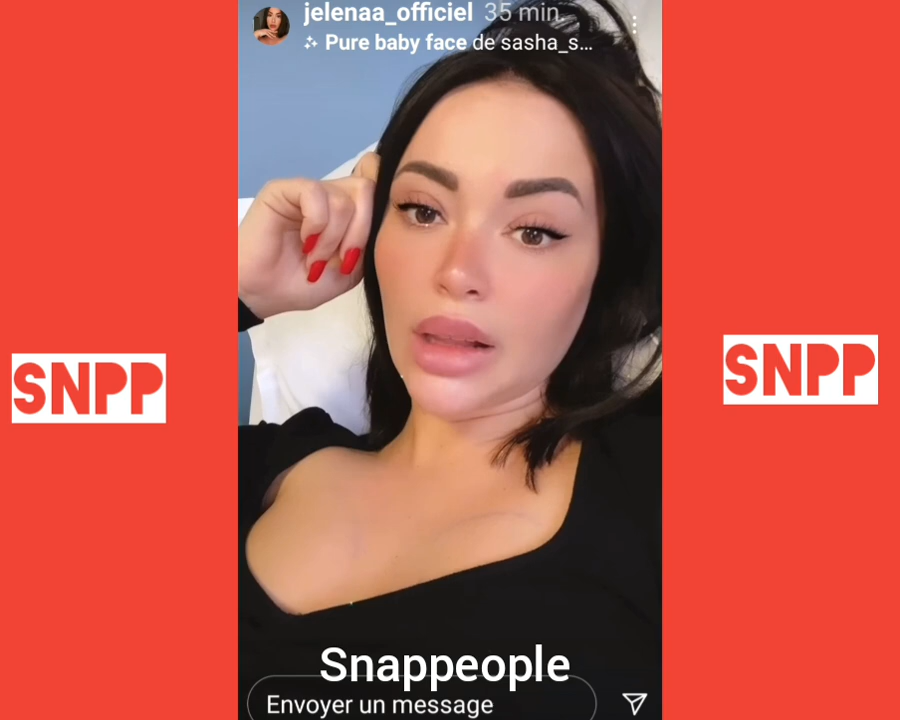 jelenaa_officiel 35 min
Pure baby face de sasha_s...
SNPP
SNPP
Snappeople
Envoyer un message